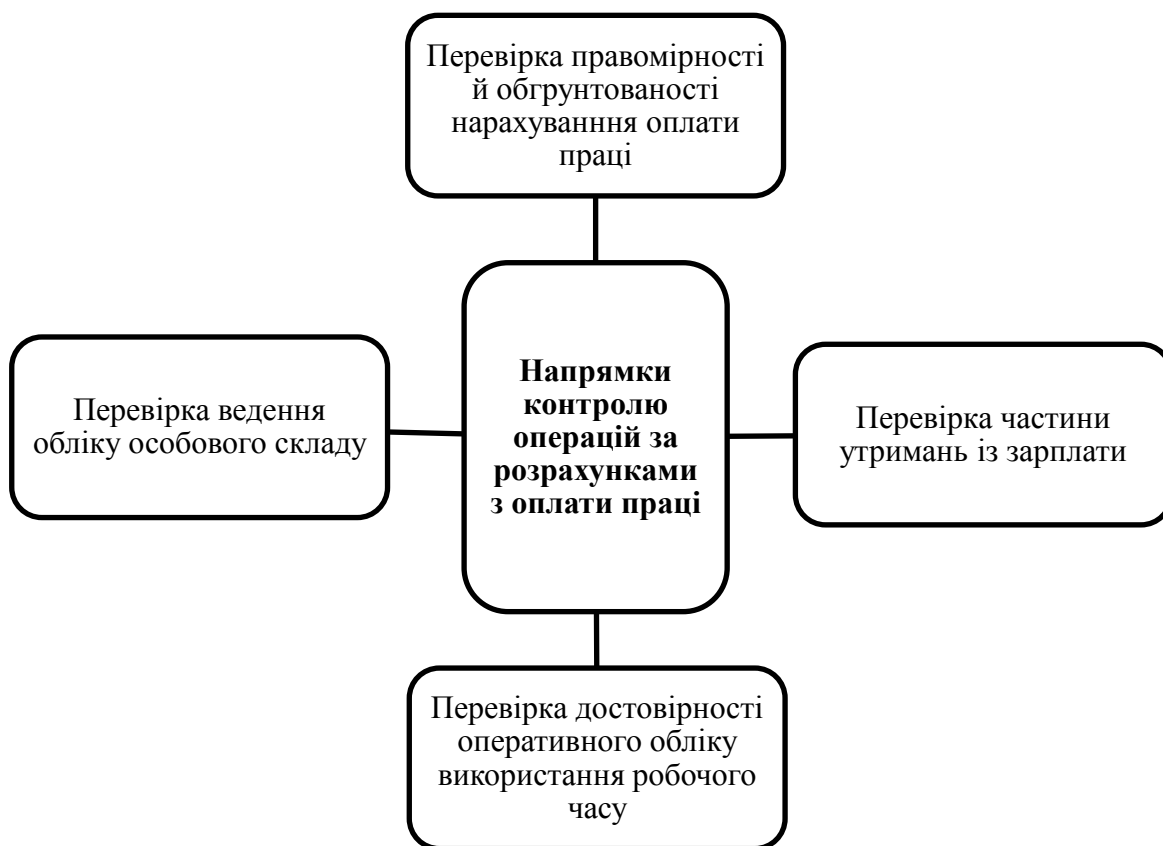 Перевірка правомірності
й обгрунтованості
нарахуванння оплати
праці
Перевірка ведення
обліку особового складу
Напрямки
контролю
операцій за
розрахунками
з оплати праці
Перевірка частини
утримань із зарплати
Перевірка достовірності
оперативного обліку
використання робочого
часу